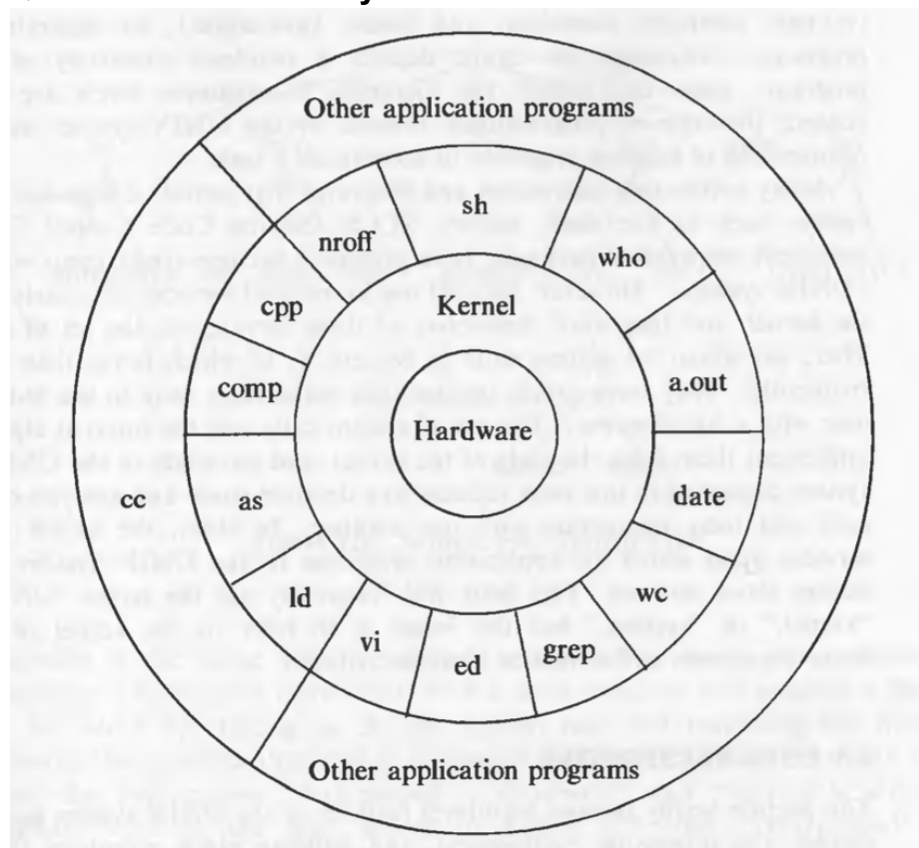 Other application programs
sh
nroff
who
cpp
Kernel
comp
a.out
Hardware
cc
as
date
ld
wc
vi
ed
grep
Other application programs